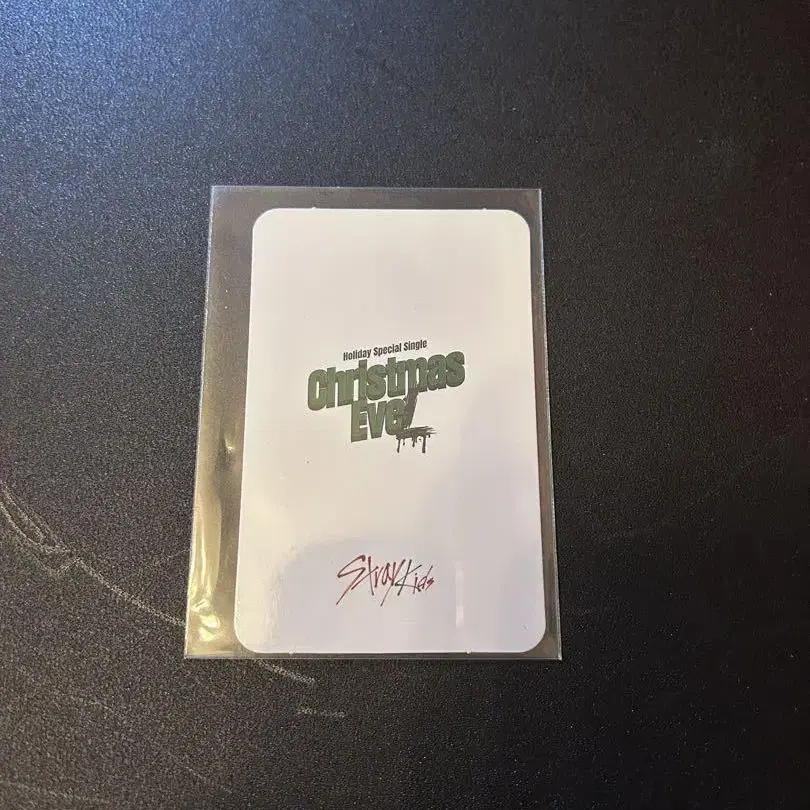 Holiday Special Single
Christmas
EveL
Stray Kids